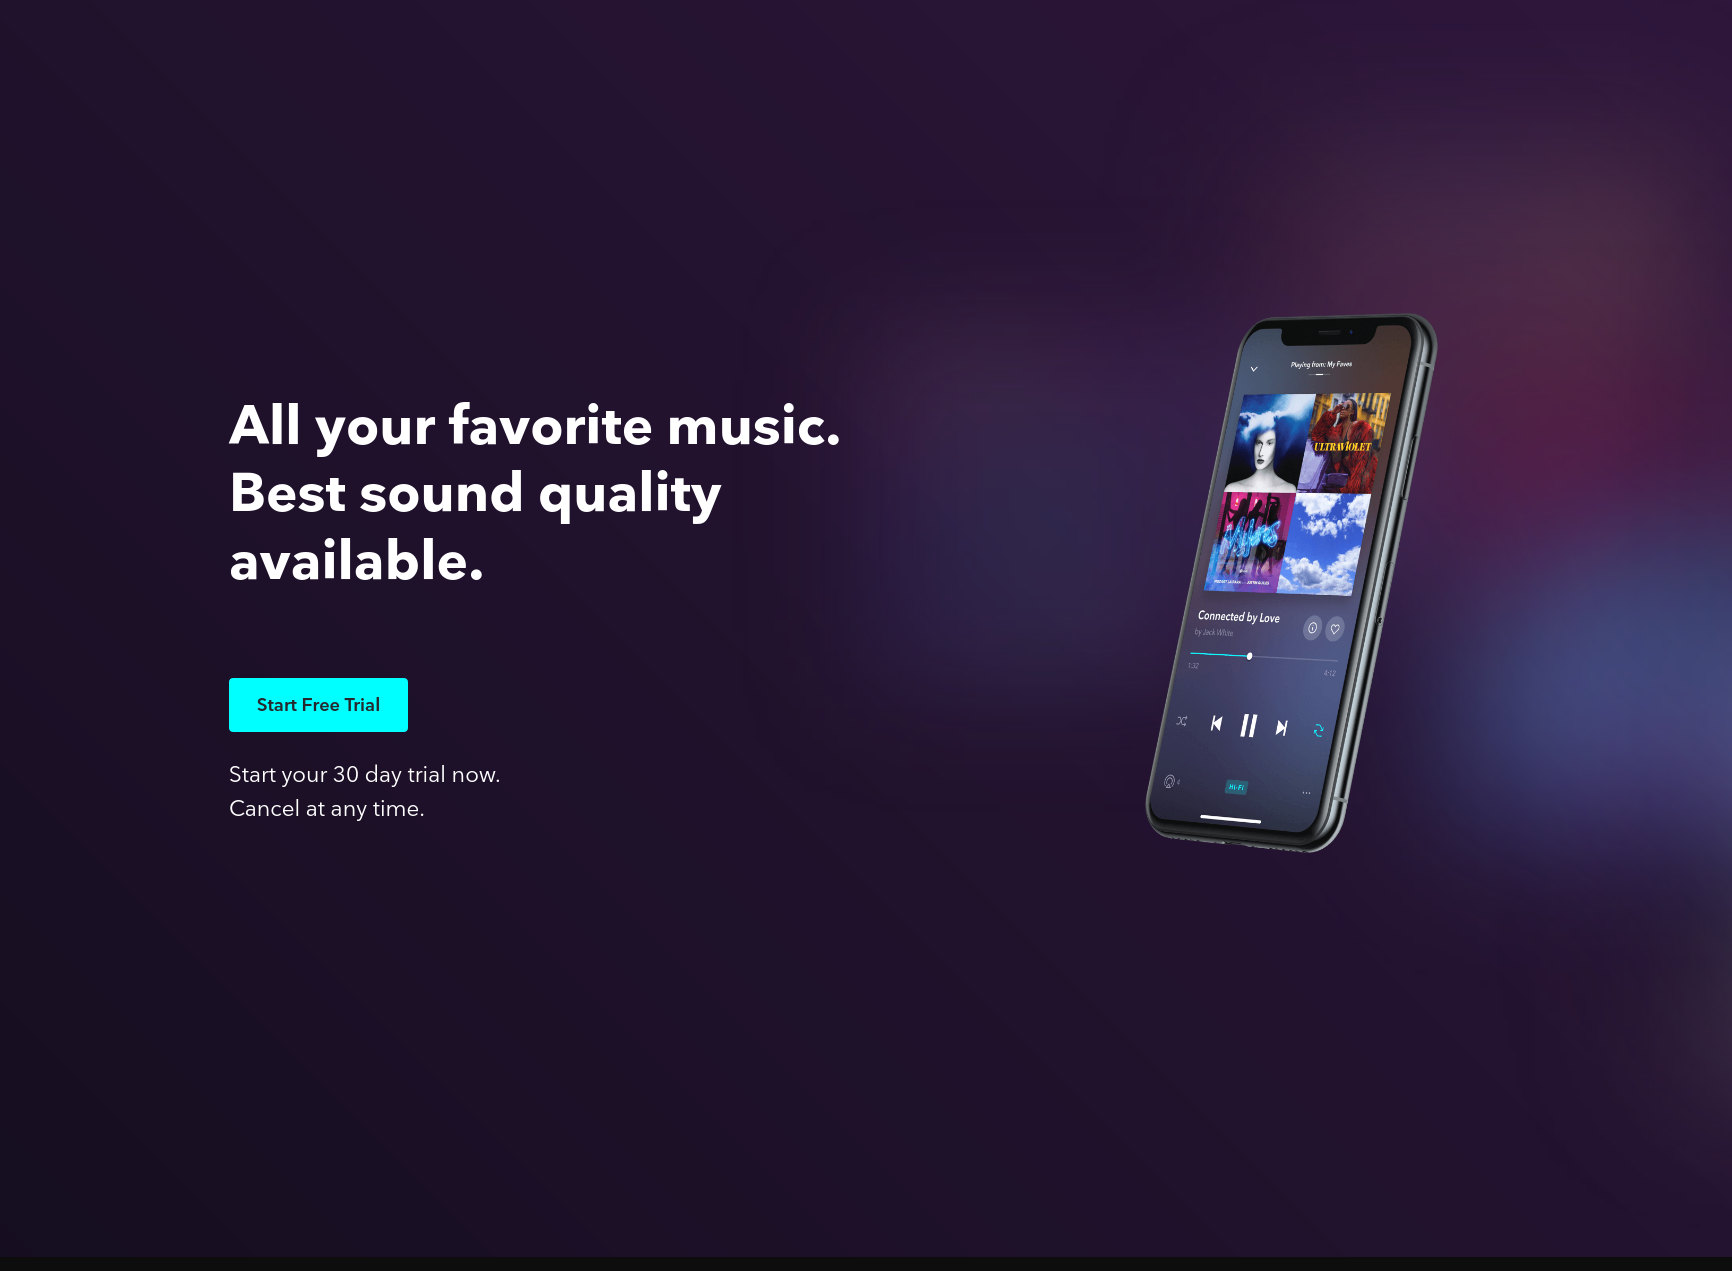 All your favorite music.
Best sound quality
available.
Start Free Trial
Start your 30 day trial now.
Cancel at any time.
Playing from: My Faves
ULTRAVIOLET
Connected by Love
by Jack White
1:32
4:12
Hi-Fi